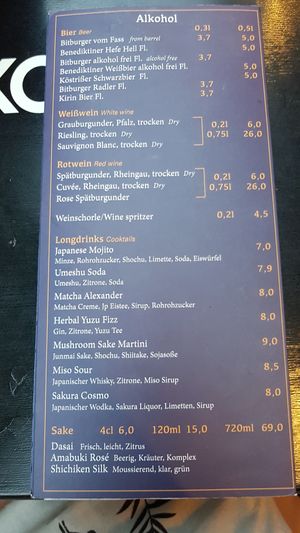 KO
Alkohol
Bier Beer 0,3l 0,5l
Bitburger vom Fass from barrel 3,7 5,0
Benediktiner Hefe Hell Fl. 5,0
Bitburger alkohol frei Fl. alkohol free 3,7
Benediktiner Weißbier alkohol frei Fl. 5,0
Köstrißer Schwarzbier Fl. 5,0
Bitburger Radler Fl. 3,7
Kirin Bier Fl. 3,7
Weißwein White wine
Grauburgunder, Pfalz, trocken Dry 0,2l 6,0
Riesling, trocken Dry 0,75l 26,0
Sauvignon Blanc, trocken Dry
Rotwein Red wine
Spätburgunder, Rheingau, trocken Dry 0,2l 6,0
Cuvée, Rheingau, trocken Dry 0,75l 26,0
Rose Spätburgunder
Weinschorle/Wine spritzer 0,2l 4,5
Longdrinks Cooktails
Japanese Mojito 7,0
Minze, Rohrohzucker, Shochu, Limette, Soda, Eiswürfel
Umeshu Soda 7,9
Umeshu, Zitrone, Soda
Matcha Alexander 8,0
Matcha Creme, Jp Eistee, Sirup, Rohrohzucker
Herbal Yuzu Fizz 8,0
Gin, Zitrone, Yuzu Tee
Mushroom Sake Martini 9,0
Junmai Sake, Shochu, Shiitake, Sojasoße
Miso Sour 8,5
Japanischer Whisky, Zitrone, Miso Sirup
Sakura Cosmo 8,0
Japanischer Wodka, Sakura Liquor, Limetten, Sirup
Sake 4cl 6,0 120ml 15,0 720ml 69,0
Dasai Frisch, leicht, Zitrus
Amabuki Rosé Beerig, Kräuter, Komplex
Shichiken Silk Moussierend, klar, grün